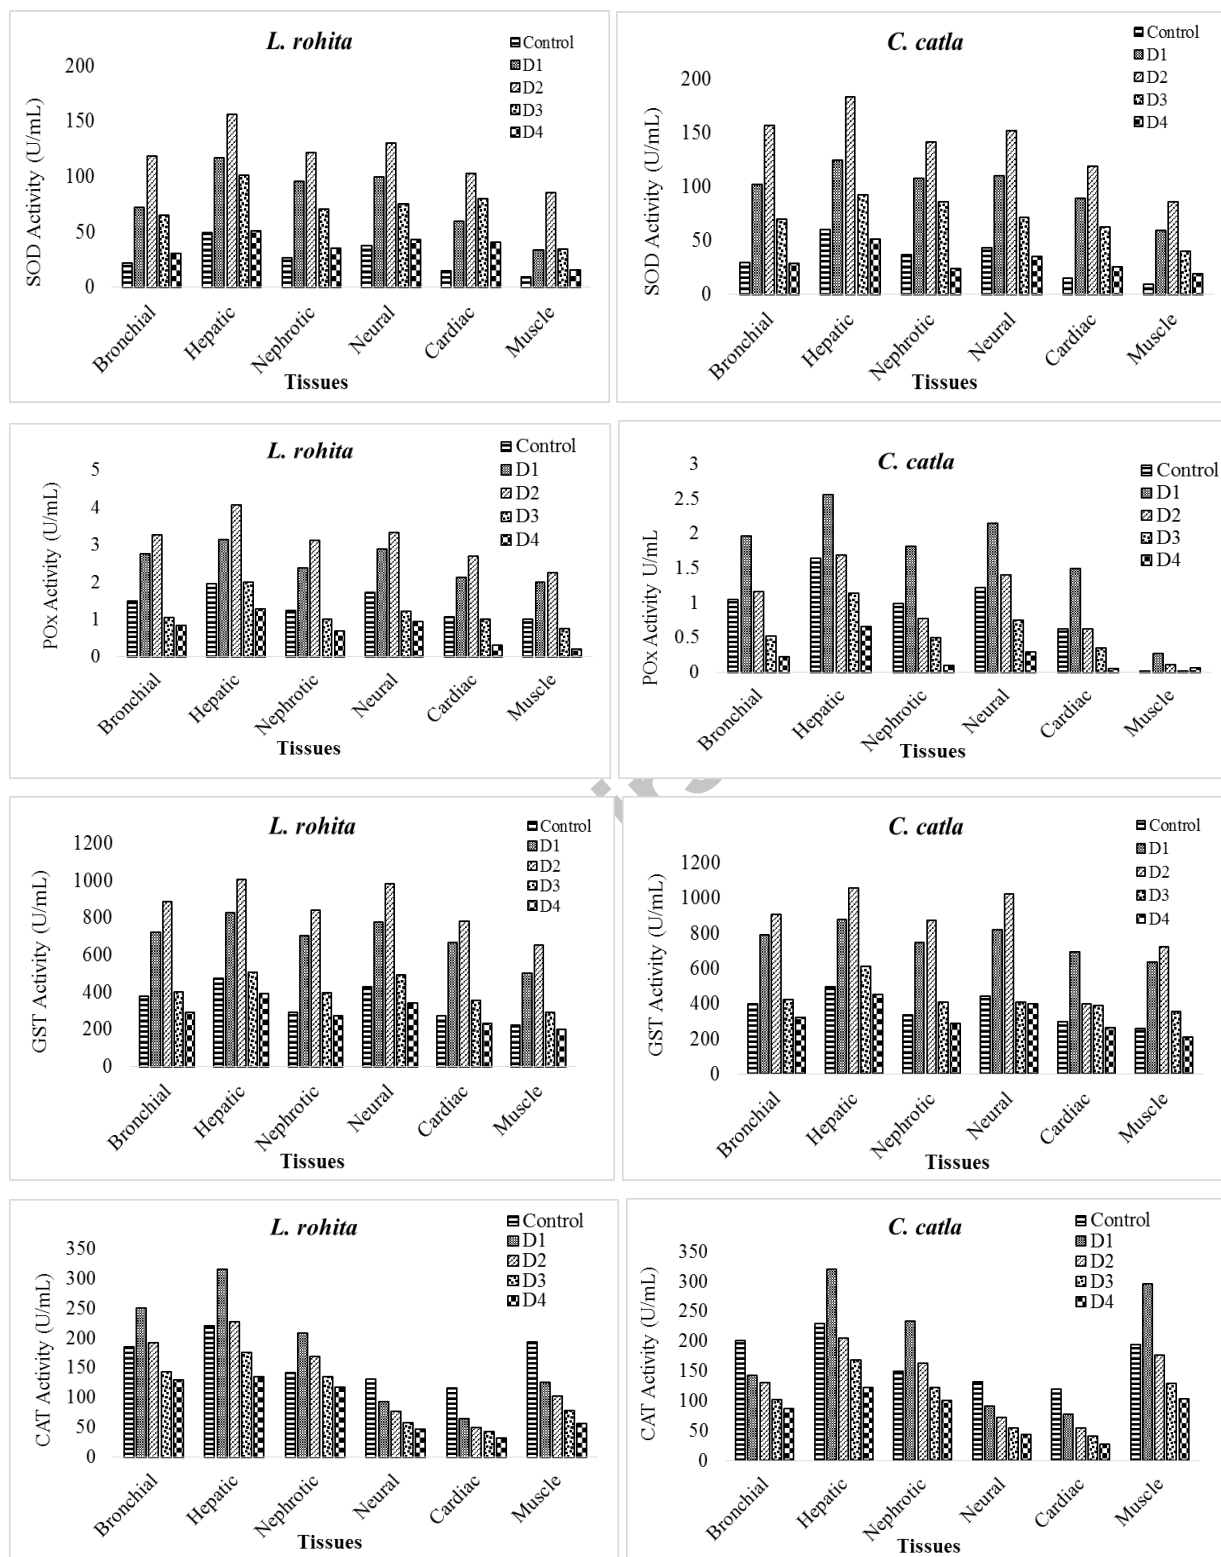 L. rohita
Control
D1
D2
D3
D4
200
150
100
50
0
SOD Activity (U/mL)
Bronchial
Hepatic
Nephrotic
Neural
Cardiac
Muscle
Tissues
C. catla
Control
D1
D2
D3
D4
200
150
100
50
0
SOD Activity (U/mL)
Bronchial
Hepatic
Nephrotic
Neural
Cardiac
Muscle
Tissues
L. rohita
Control
D1
D2
D3
D4
5
4
3
2
1
0
POx Activity (U/mL)
Bronchial
Hepatic
Nephrotic
Neural
Cardiac
Muscle
Tissues
C. catla
Control
D1
D2
D3
D4
3
2.5
2
1.5
1
0.5
0
POx Activity U/mL
Bronchial
Hepatic
Nephrotic
Neural
Cardiac
Muscle
Tissues
L. rohita
Control
D1
D2
D3
D4
1200
1000
800
600
400
200
0
GST Activity (U/mL)
Bronchial
Hepatic
Nephrotic
Neural
Cardiac
Muscle
Tissues
C. catla
Control
D1
D2
D3
D4
1200
1000
800
600
400
200
0
GST Activity (U/mL)
Bronchial
Hepatic
Nephrotic
Neural
Cardiac
Muscle
Tissues
L. rohita
Control
D1
D2
D3
D4
350
300
250
200
150
100
50
0
CAT Activity (U/mL)
Bronchial
Hepatic
Nephrotic
Neural
Cardiac
Muscle
Tissues
C. catla
Control
D1
D2
D3
D4
350
300
250
200
150
100
50
0
CAT Activity (U/mL)
Bronchial
Hepatic
Nephrotic
Neural
Cardiac
Muscle
Tissues